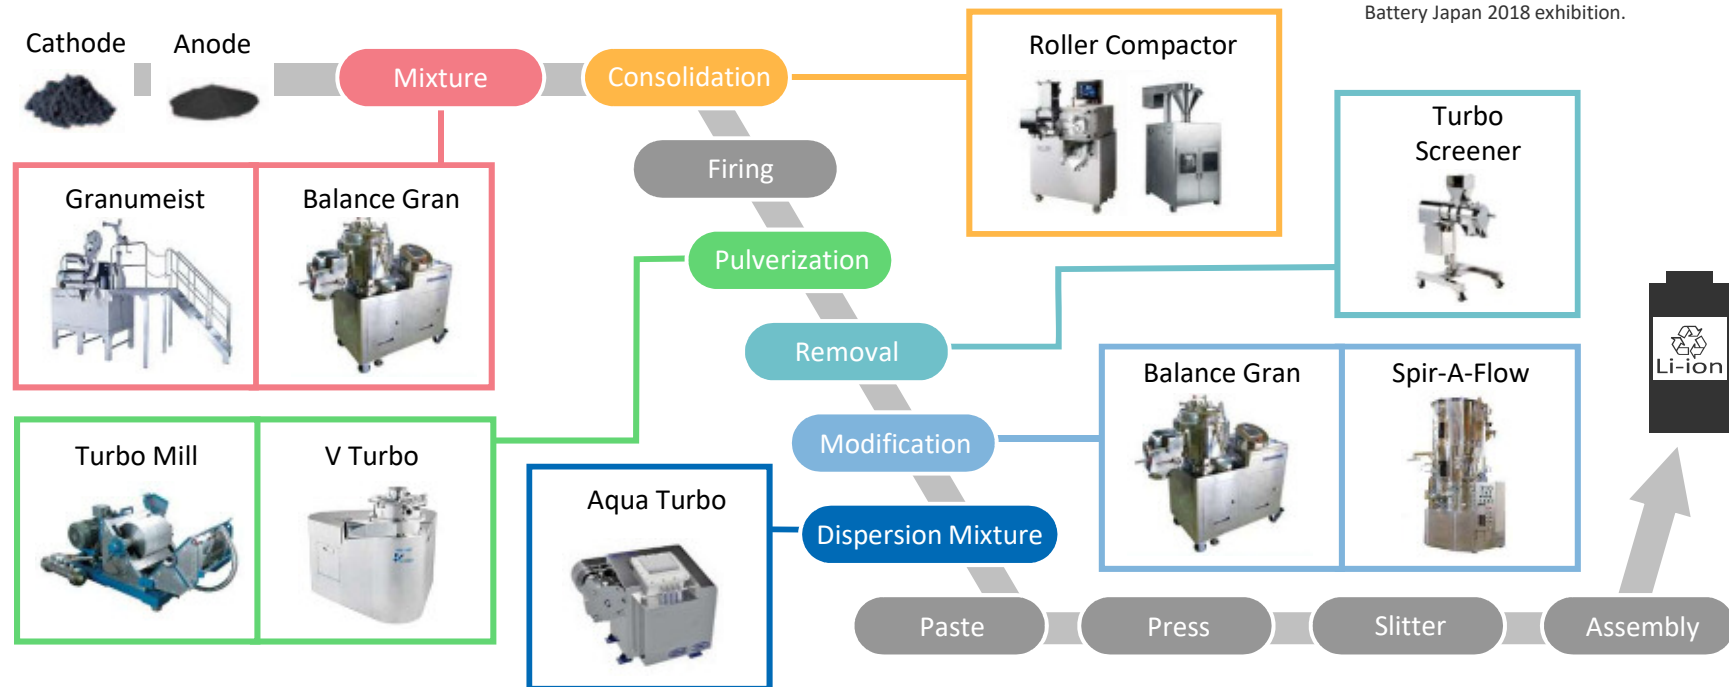 Battery Japan 2018 exhibition.
Cathode
Anode
Mixture
Consolidation
Roller Compactor
Turbo
Screener
Firing
Granumeist
Balance Gran
Pulverization
Removal
Li-ion
Balance Gran
Spir-A-Flow
Modification
Turbo Mill
V Turbo
Aqua Turbo
Dispersion Mixture
Paste
Press
Slitter
Assembly